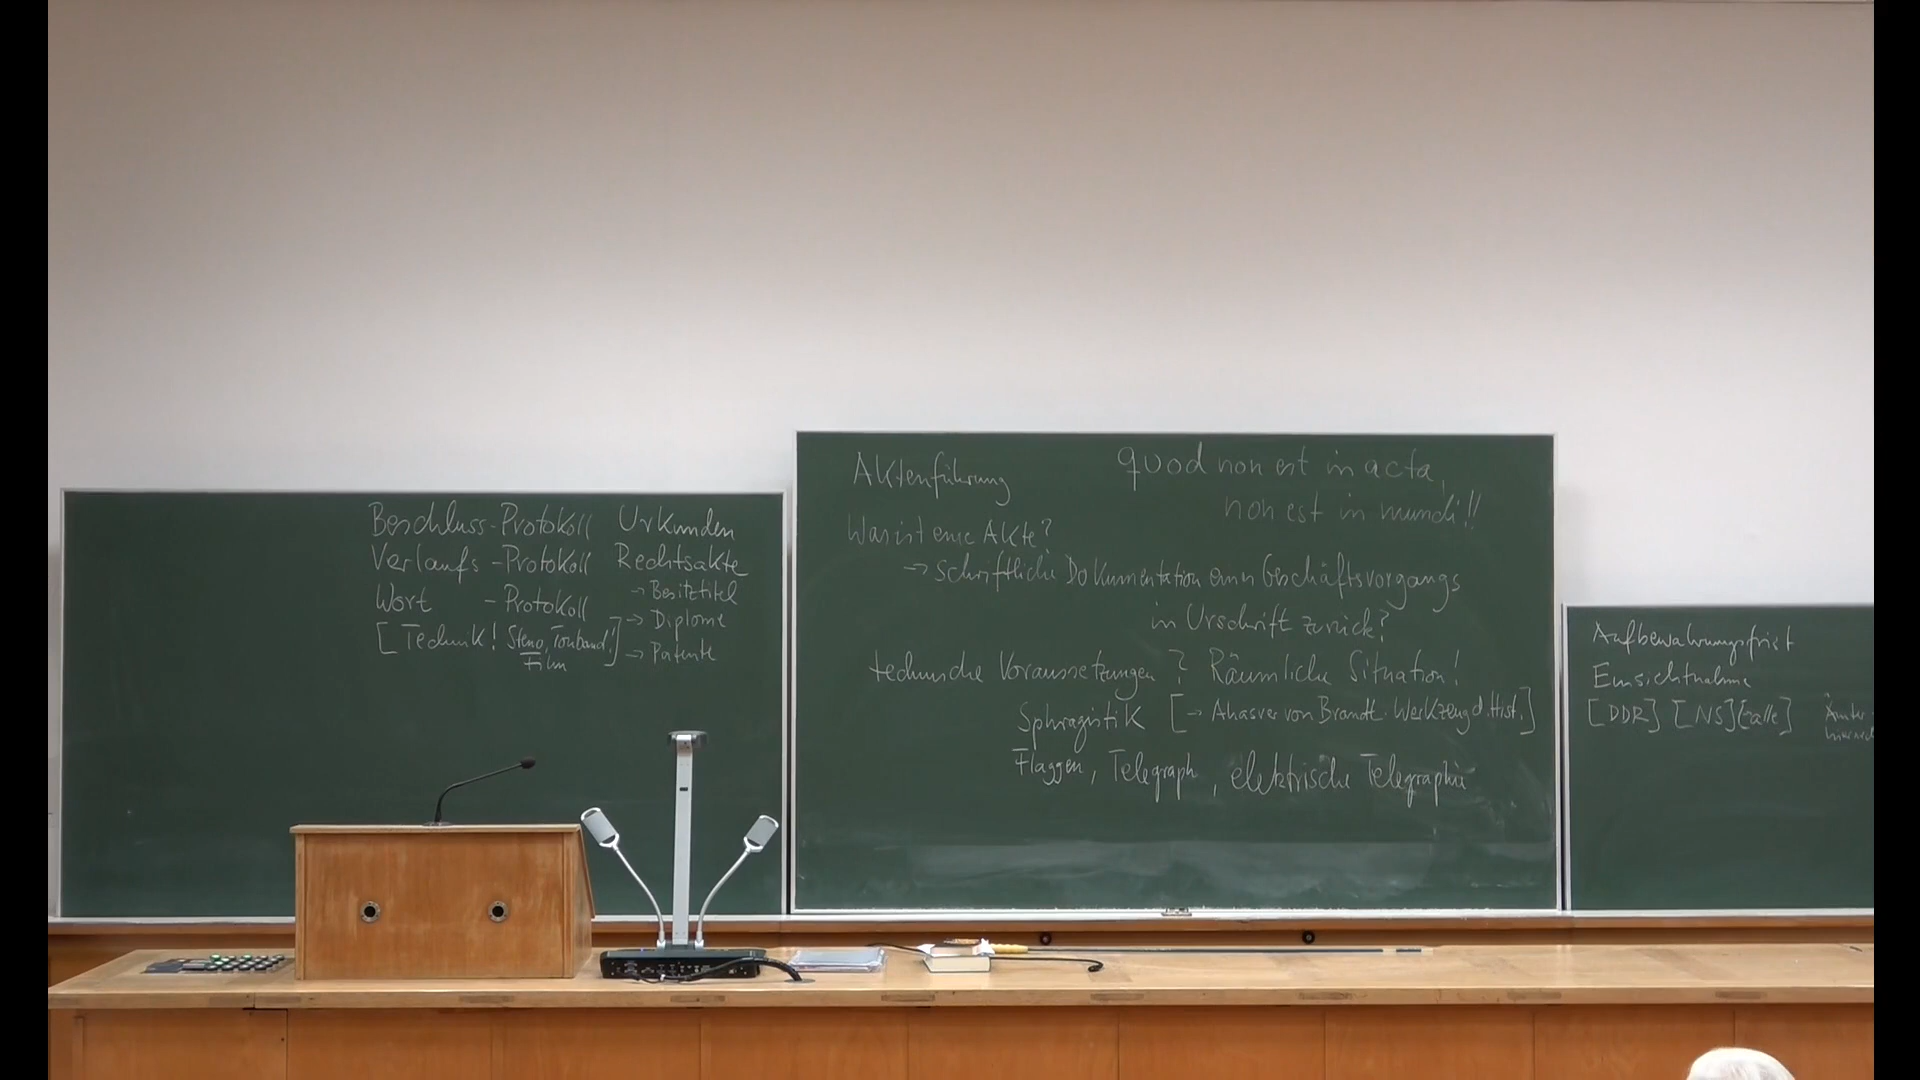 Beschluss-Protokoll
Verlaufs-Protokoll
Wort - Protokoll
[Technik! Steno, Tonband!
Film]
Urkunden
Rechtsakte
→ Besitztitel
→ Diplome
→ Patente
Aktenführung
quod non est in acta,
non est in mundi!!
Was ist eine Akte?
→ Schriftliche Dokumentation eines Geschäftsvorgangs
in Urschrift zurück?
technische Voraussetzungen? Räumliche Situation!
Sphragistik [→ Ahasver von Brandt. Werkzeug d. Hist.]
Flaggen, Telegraph, elektrische Telegraphie
Aufbewahrungsfrist
Einsichtnahme
[DDR] [NS]